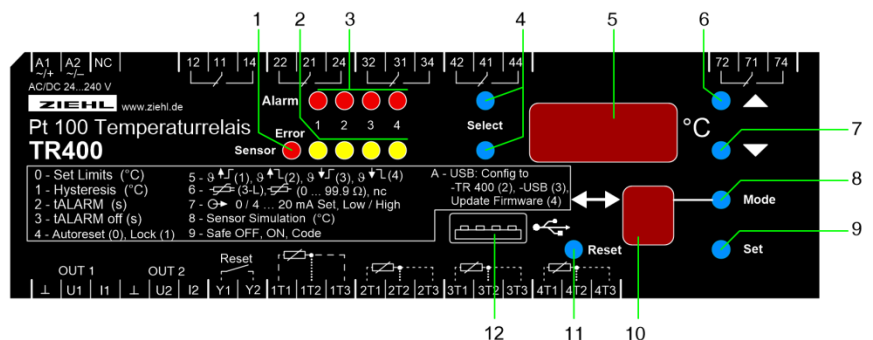 1 2 3 4 5 6
A1 A2 NC 12 11 14 22 21 24 32 31 34 42 41 44 72 71 74
~/+ ~/–
AC/DC 24...240 V
ZIEHL www.ziehl.de
Alarm
Pt 100 Temperaturrelais
Error 1 2 3 4
Select
°C
TR400
Sensor
7
0 - Set Limits (°C)
1 - Hysteresis (°C)
2 - tALARM (s)
3 - tALARM off (s)
4 - Autoreset (0), Lock (1)
5 - ϑ (1), ϑ (2), ϑ (3), ϑ (4)
6 - (3-L), (0 ... 99.9 Ω), nc
7 - 0 / 4 ... 20 mA Set, Low / High
8 - Sensor Simulation (°C)
9 - Safe OFF, ON, Code
A - USB: Config to
-TR 400 (2), -USB (3),
Update Firmware (4)
Mode
8
Reset
Set
9
OUT 1 OUT 2 Reset
⊥ U1 I1 ⊥ U2 I2 Y1 Y2 1T1 1T2 1T3 2T1 2T2 2T3 3T1 3T2 3T3 4T1 4T2 4T3
12 11 10